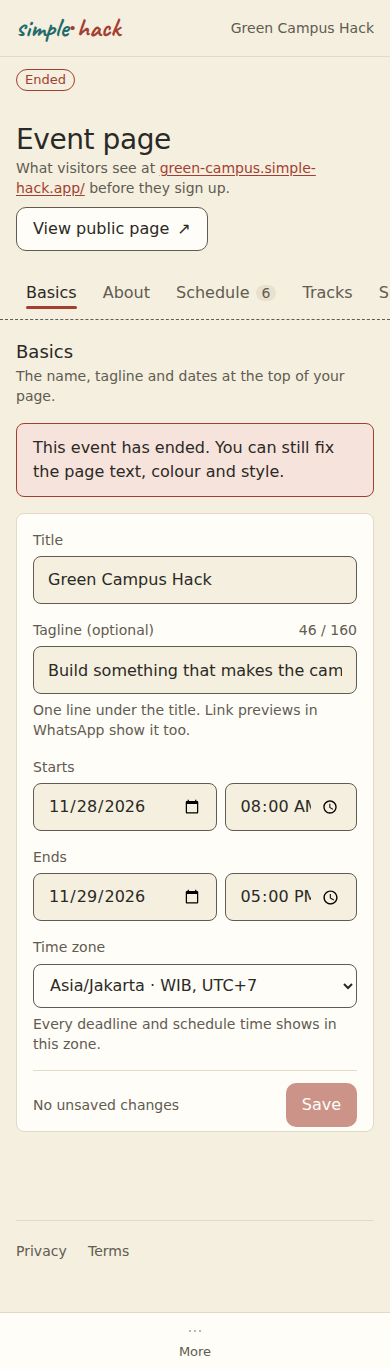 simple·hack
Green Campus Hack
Ended
Event page
What visitors see at green-campus.simple-
hack.app/ before they sign up.
View public page ↗
Basics About Schedule 6 Tracks S
Basics
The name, tagline and dates at the top of your
page.
This event has ended. You can still fix
the page text, colour and style.
Title
Green Campus Hack
Tagline (optional) 46 / 160
Build something that makes the cam
One line under the title. Link previews in
WhatsApp show it too.
Starts
11/28/2026 08:00 AM
Ends
11/29/2026 05:00 PM
Time zone
Asia/Jakarta · WIB, UTC+7
Every deadline and schedule time shows in
this zone.
No unsaved changes Save
Privacy Terms
...
More